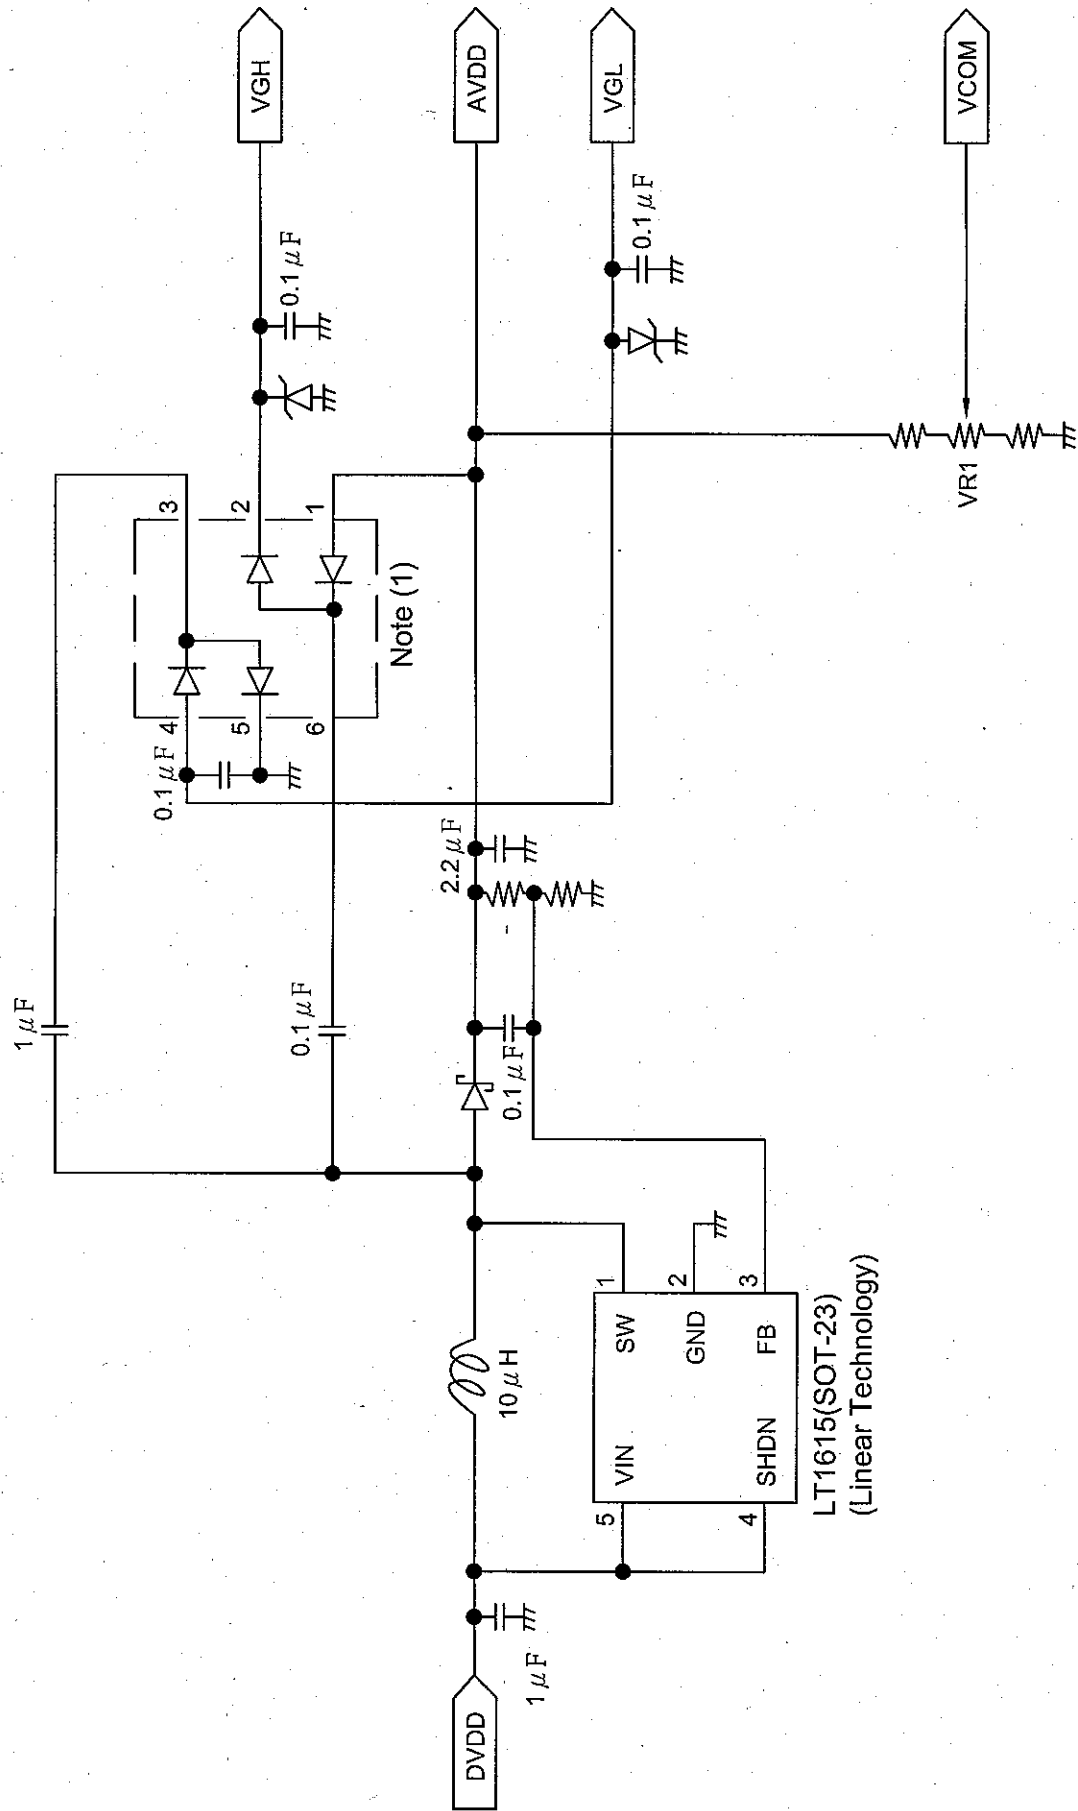 VGH
AVDD
VGL
VCOM
0.1μF
0.1μF
3
2
1
VR1
Note (1)
4
5
6
0.1μF
2.2μF
1μF
0.1μF
0.1μF
10μH
1
2
3
SW
GND
FB
VIN
SHDN
5
4
LT1615(SOT-23)
(Linear Technology)
1μF
DVDD